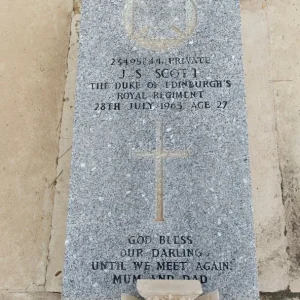 PRIVATE
J S SCOTT
THE DUKE OF EDINBURGH'S
ROYAL REGIMENT
28TH JULY 1963 AGE 27
GOD BLESS
OUR DARLING
UNTIL WE MEET AGAIN.
MUM AND DAD